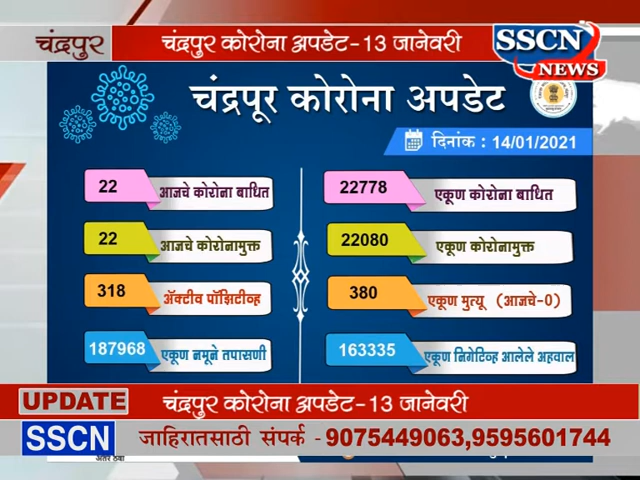 चंद्रपुर
चंद्रपुर कोरोना अपडेट-13 जानेवारी
SSCN
NEWS
चंद्रपूर कोरोना अपडेट
दिनांक : 14/01/2021
22 आजचे कोरोना बाधित
22778 एकूण कोरोना बाधित
22 आजचे कोरोनामुक्त
22080 एकूण कोरोनामुक्त
318 ॲक्टीव पॉझिटीव्ह
380 एकूण मुत्यू (आजचे-0)
187968 एकूण नमूने तपासणी
163335 एकूण निगेटिव्ह आलेले अहवाल
UPDATE चंद्रपुर कोरोना अपडेट-13 जानेवारी
SSCN जाहिरातसाठी संपर्क - 9075449063,9595601744
अंतर ठेवा